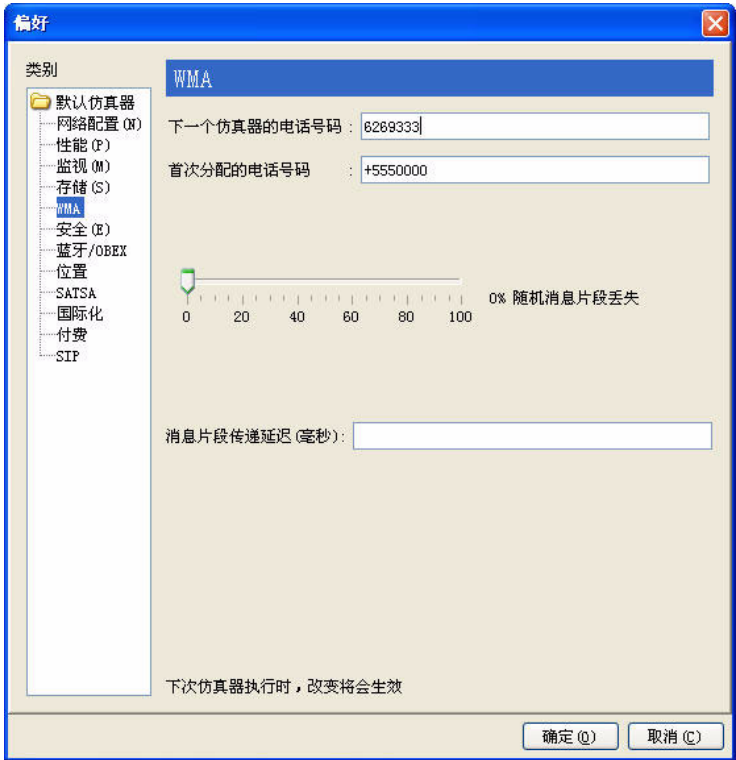 偏好
类别
默认仿真器
网络配置(N)
性能(P)
监视(M)
存储(S)
WMA
安全(E)
蓝牙/OBEX
位置
SATSA
国际化
付费
SIP
WMA
下一个仿真器的电话号码: 6269333
首次分配的电话号码 : +5550000
0 20 40 60 80 100
0% 随机消息片段丢失
消息片段传递延迟(毫秒):
下次仿真器执行时,改变将会生效
确定(O) 取消(C)